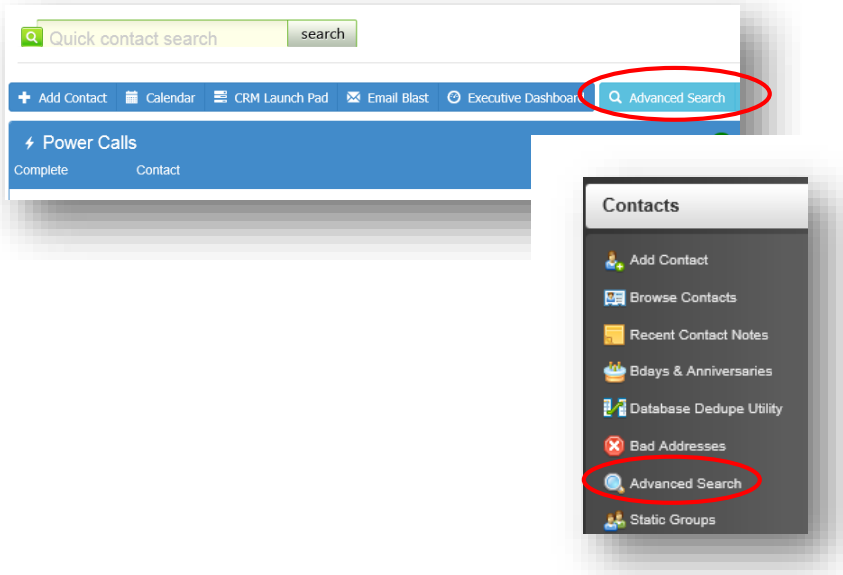 Quick contact search search
Add Contact Calendar CRM Launch Pad Email Blast Executive Dashboard Advanced Search
Power Calls
Complete Contact
Contacts
Add Contact
Browse Contacts
Recent Contact Notes
Bdays & Anniversaries
Database Dedupe Utility
Bad Addresses
Advanced Search
Static Groups